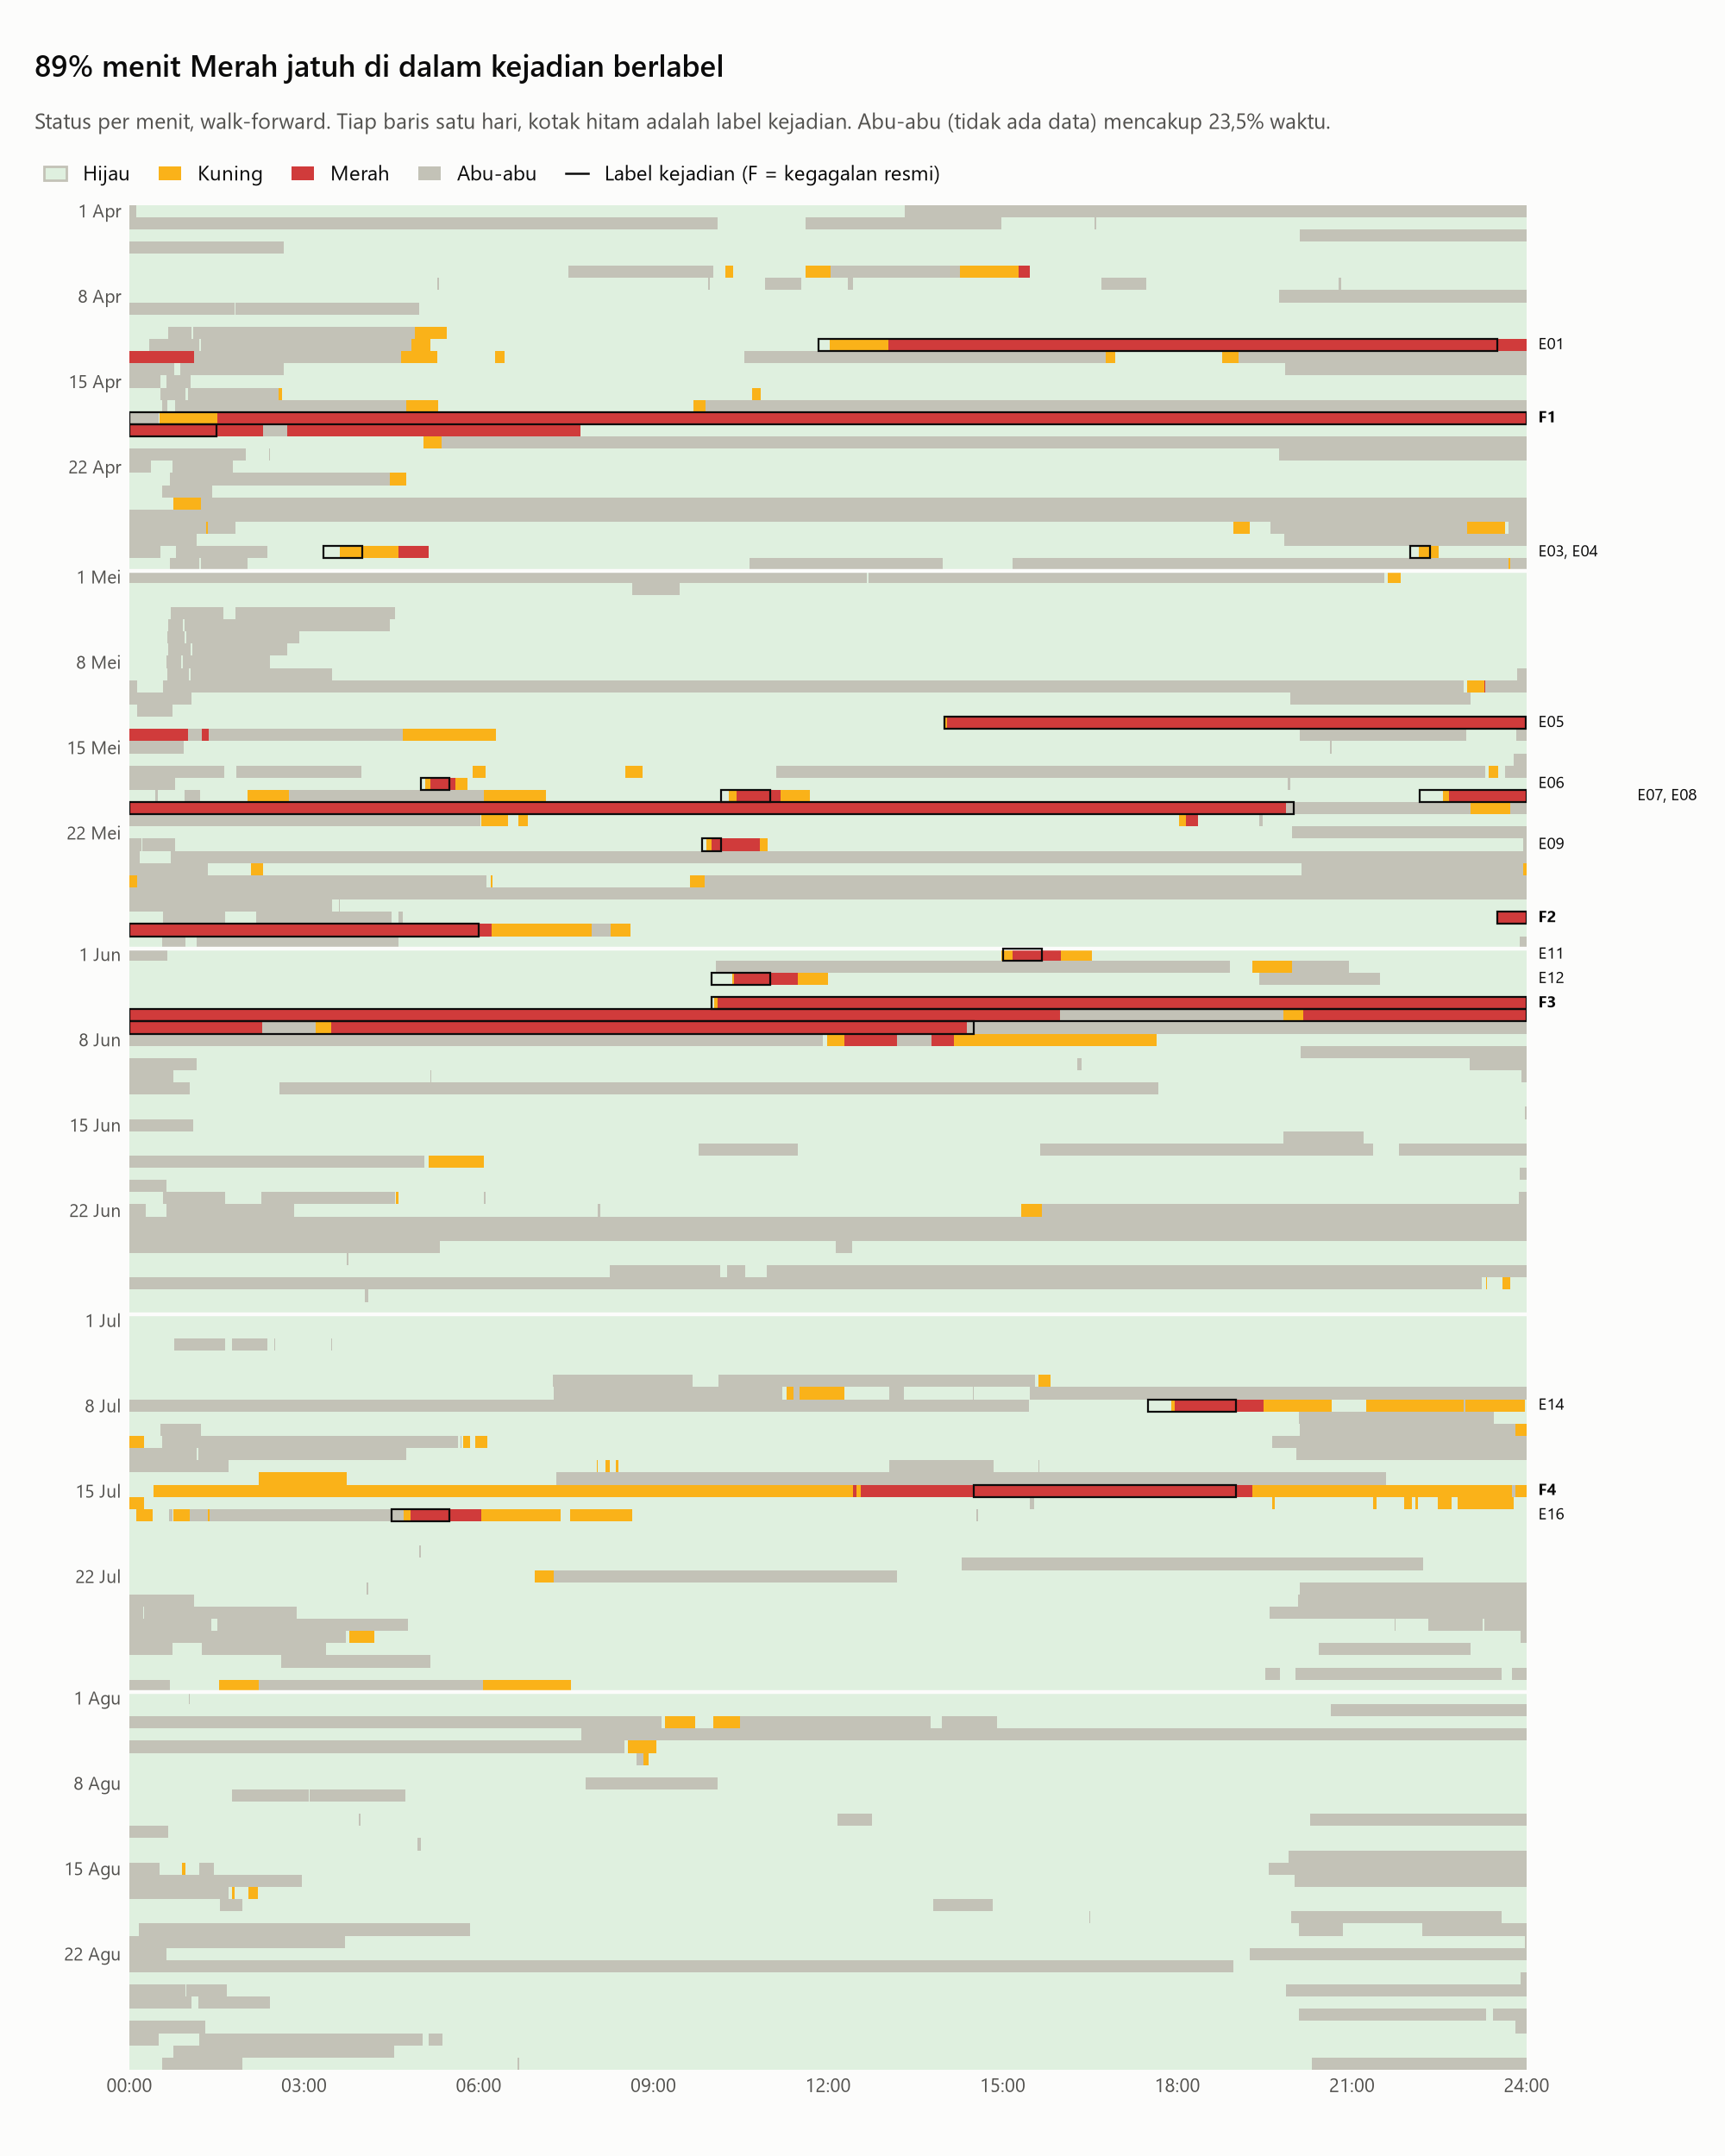 89% menit Merah jatuh di dalam kejadian berlabel
Status per menit, walk-forward. Tiap baris satu hari, kotak hitam adalah label kejadian. Abu-abu (tidak ada data) mencakup 23,5% waktu.
Hijau Kuning Merah Abu-abu Label kejadian (F = kegagalan resmi)
1 Apr
8 Apr
E01
15 Apr
F1
22 Apr
E03, E04
1 Mei
8 Mei
E05
15 Mei
E06
E07, E08
22 Mei
E09
F2
1 Jun E11
E12
F3
8 Jun
15 Jun
22 Jun
1 Jul
8 Jul E14
15 Jul F4
E16
22 Jul
1 Agu
8 Agu
15 Agu
22 Agu
00:00 03:00 06:00 09:00 12:00 15:00 18:00 21:00 24:00